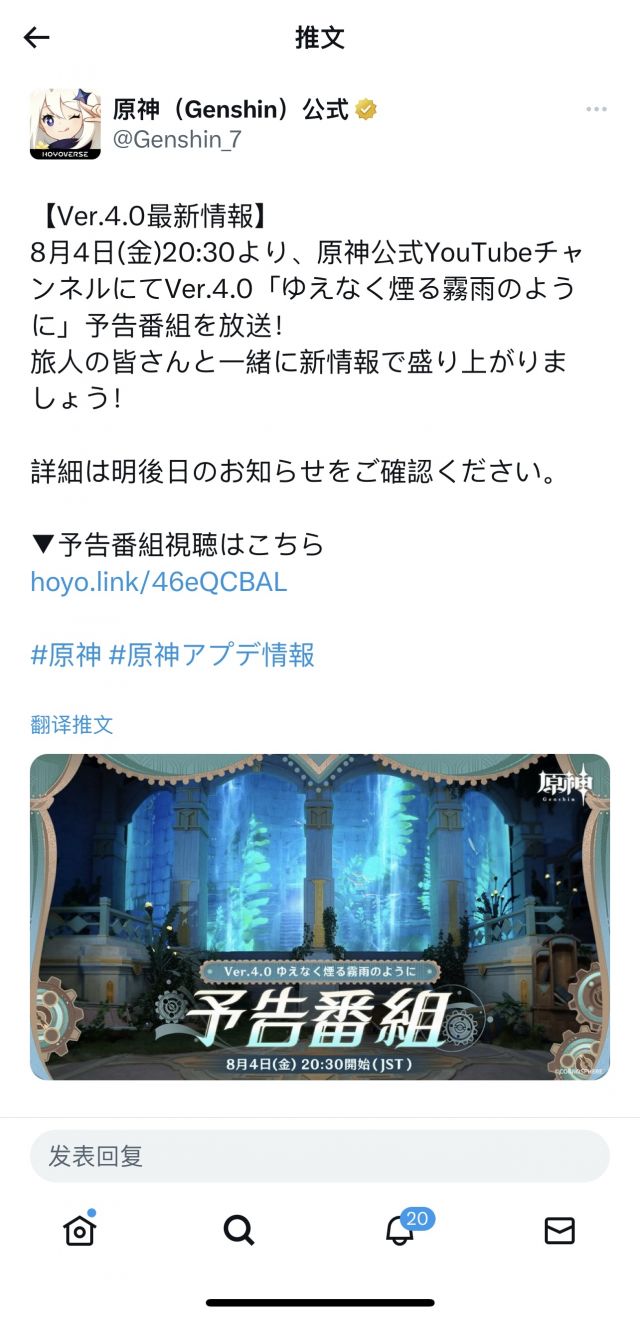 推文
原神（Genshin）公式
HOYOVERSE
@Genshin_7
【Ver.4.0最新情報】
8月4日(金)20:30より、原神公式YouTubeチャ
ンネルにてVer.4.0「ゆえなく煙る霧雨のよう
に」予告番組を放送！
旅人の皆さんと一緒に新情報で盛り上がりま
しょう！
詳細は明後日のお知らせをご確認ください。
▼予告番組視聴はこちら
hoyo.link/46eQCBAL
#原神 #原神アプデ情報
翻译推文
原神
Genshin
Ver.4.0 ゆえなく煙る霧雨のように
予告番組
8月4日(金) 20:30開始(JST)
©COGNOSPHERE
发表回复
20